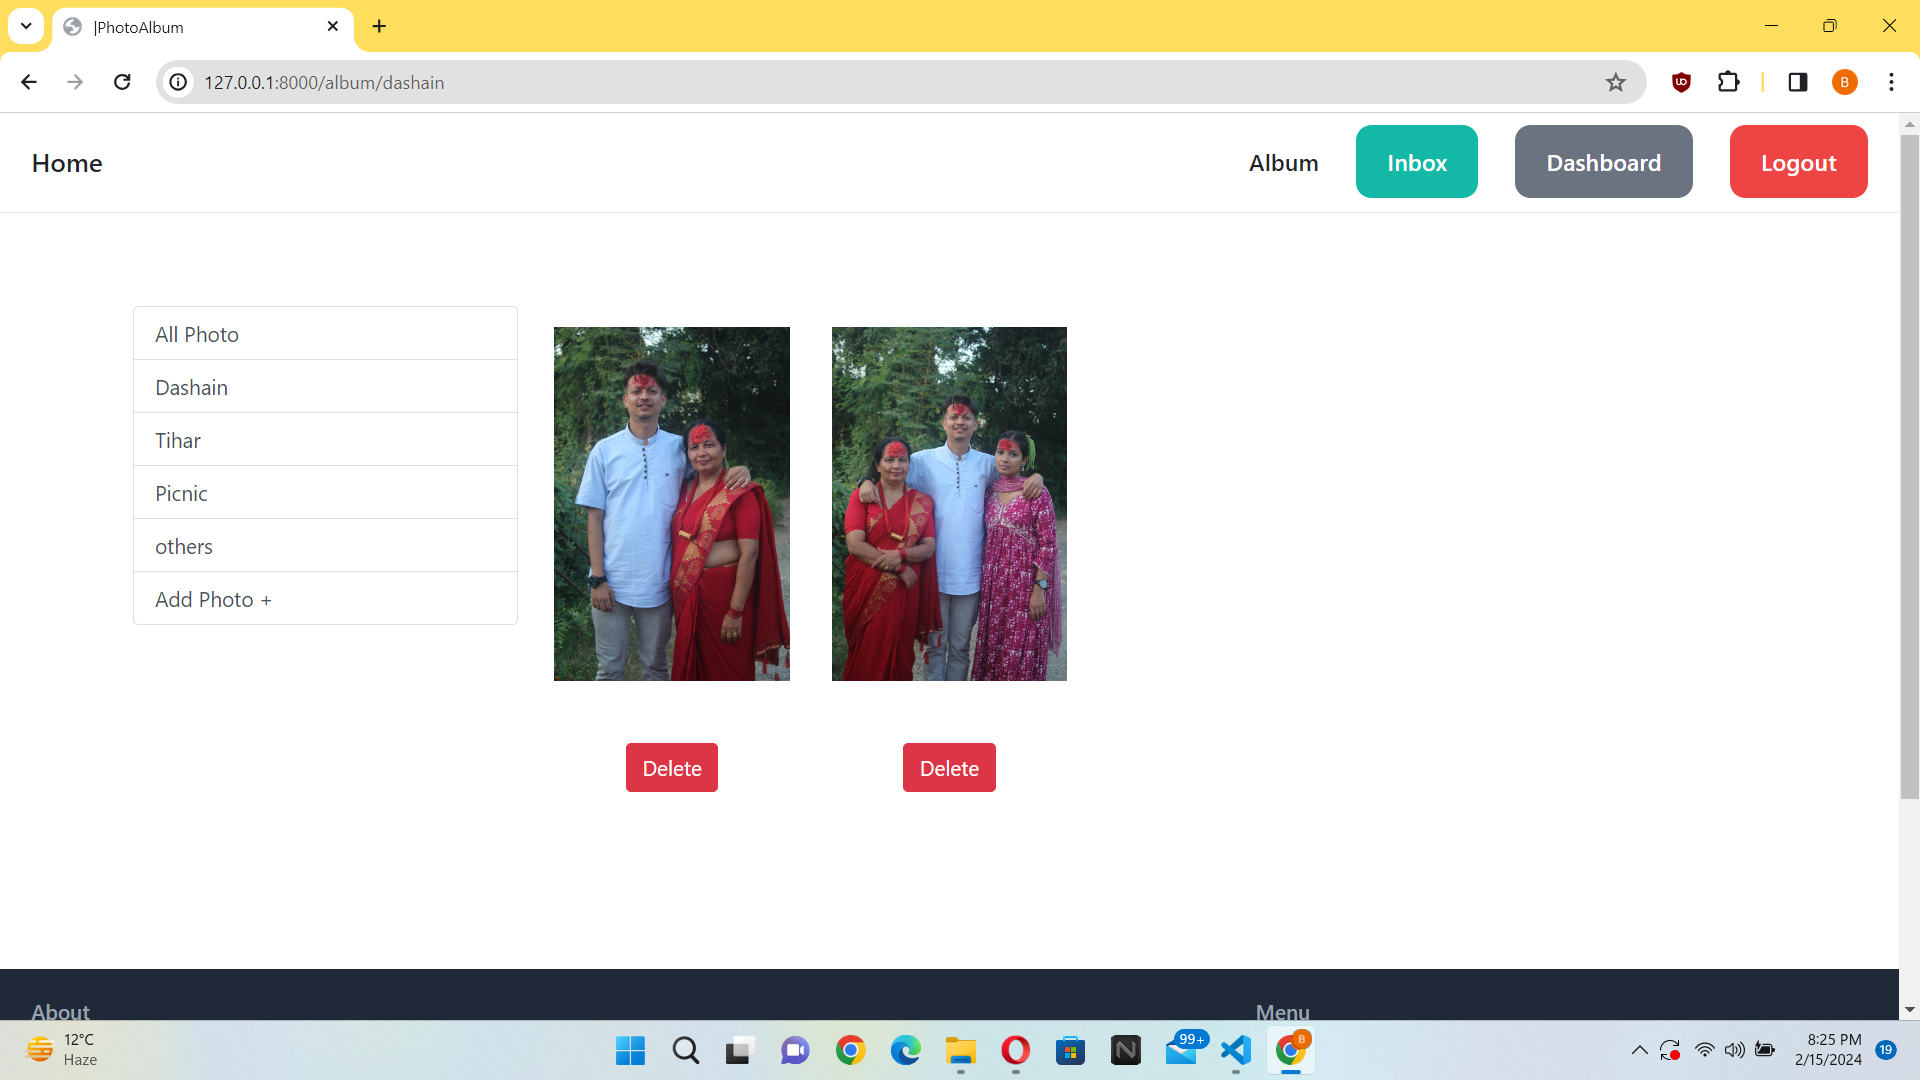 |PhotoAlbum
127.0.0.1:8000/album/dashain
B
Home
Album
Inbox
Dashboard
Logout
All Photo
Dashain
Tihar
Picnic
others
Add Photo +
Delete
Delete
About
Menu
12°C
Haze
99+
B
8:25 PM
2/15/2024
19